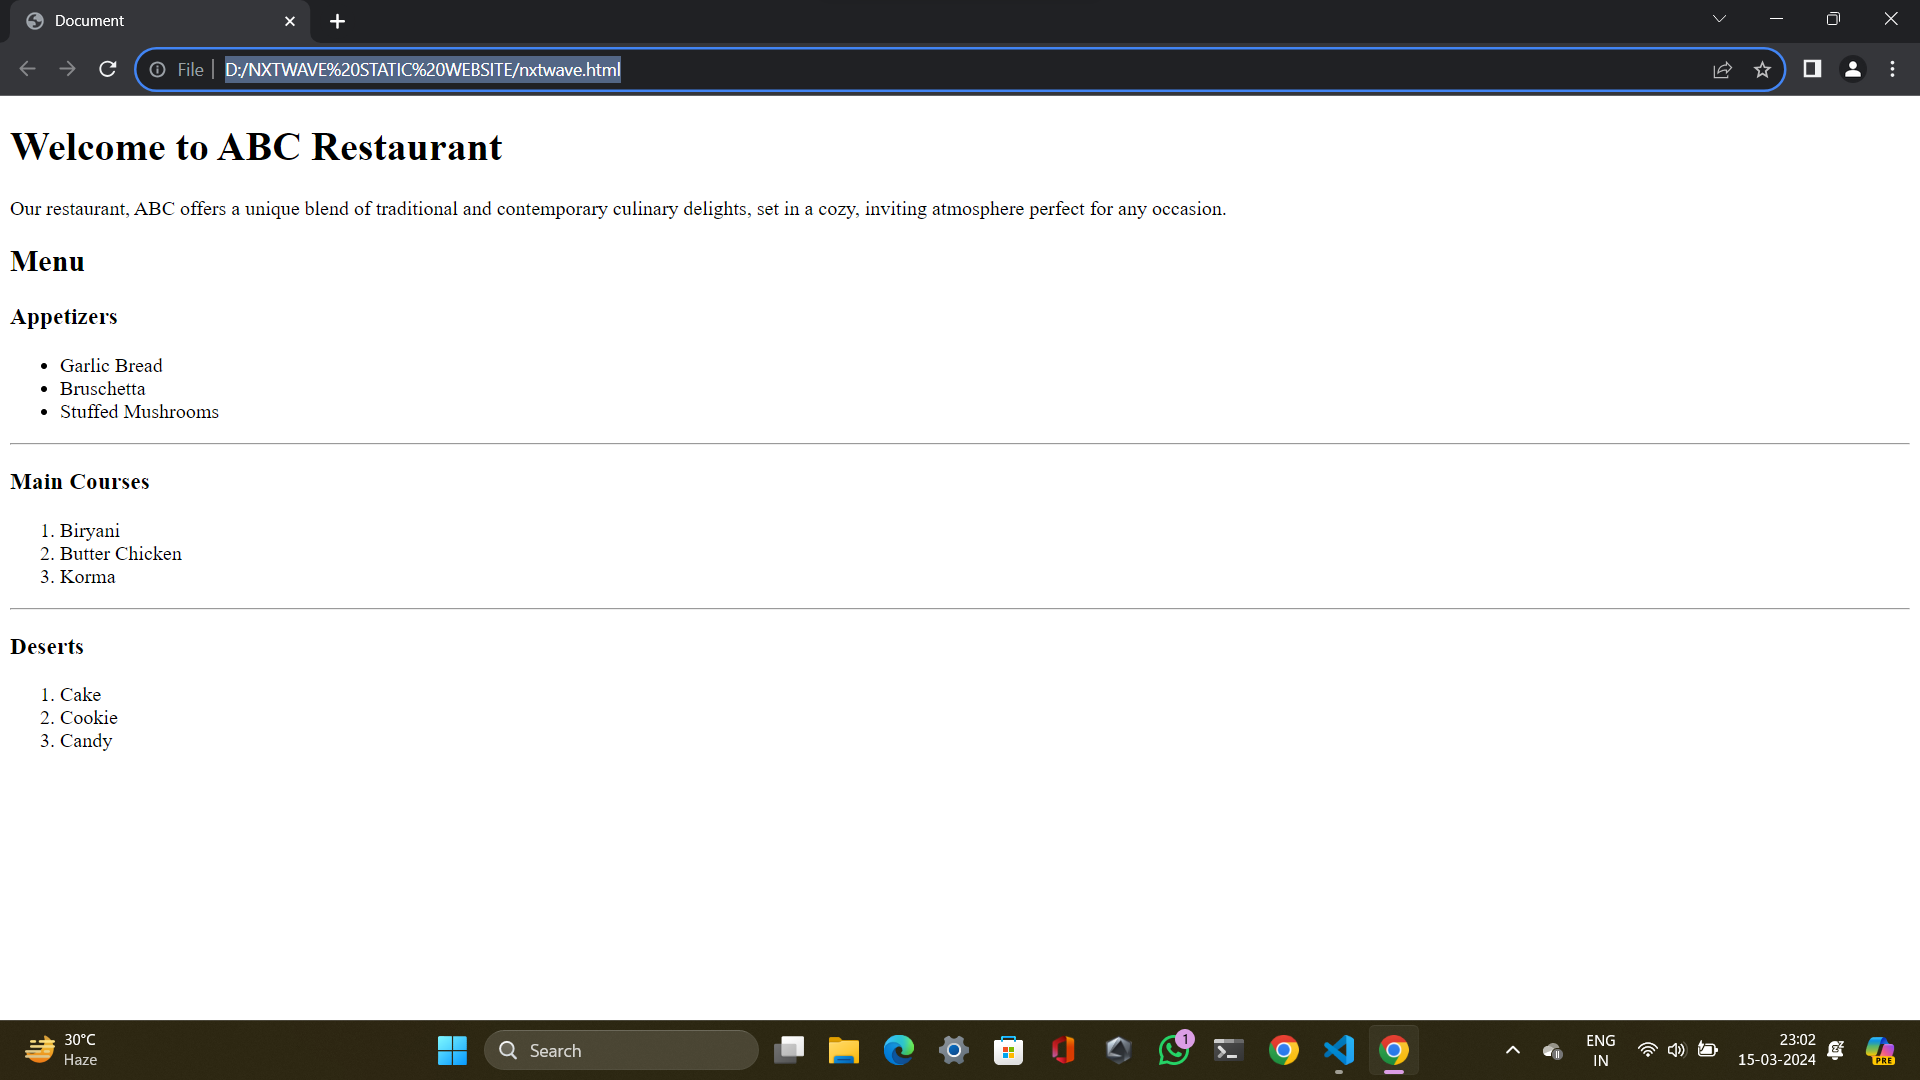 Document
File
D:/NXTWAVE%20STATIC%20WEBSITE/nxtwave.html
Welcome to ABC Restaurant
Our restaurant, ABC offers a unique blend of traditional and contemporary culinary delights, set in a cozy, inviting atmosphere perfect for any occasion.
Menu
Appetizers
• Garlic Bread
• Bruschetta
• Stuffed Mushrooms
Main Courses
1. Biryani
2. Butter Chicken
3. Korma
Deserts
1. Cake
2. Cookie
3. Candy
30°C
Haze
Search
1
ENG
IN
23:02
15-03-2024
PRE